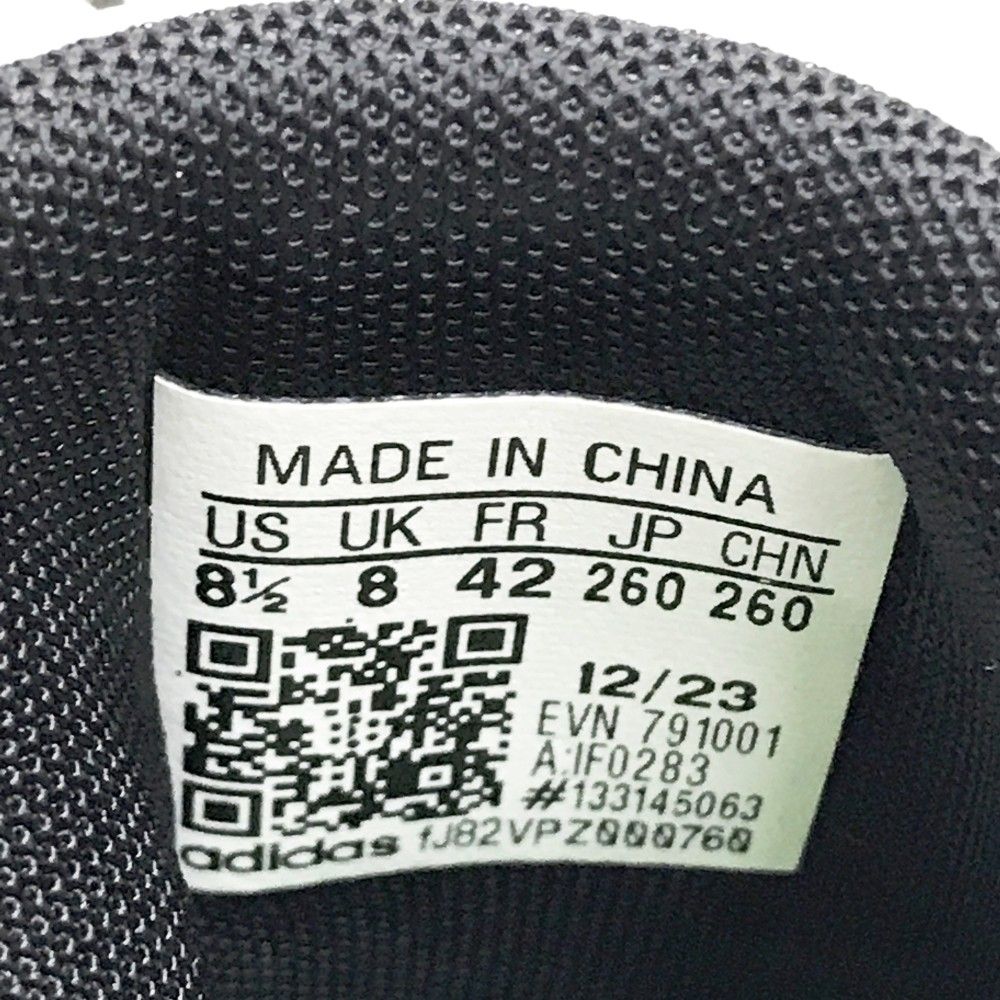 MADE IN CHINA
US UK FR JP CHN
8½ 8 42 260 260
12/23
EVN 791001
A:IF0283
#133145063
adidas fJ82VPZ000760